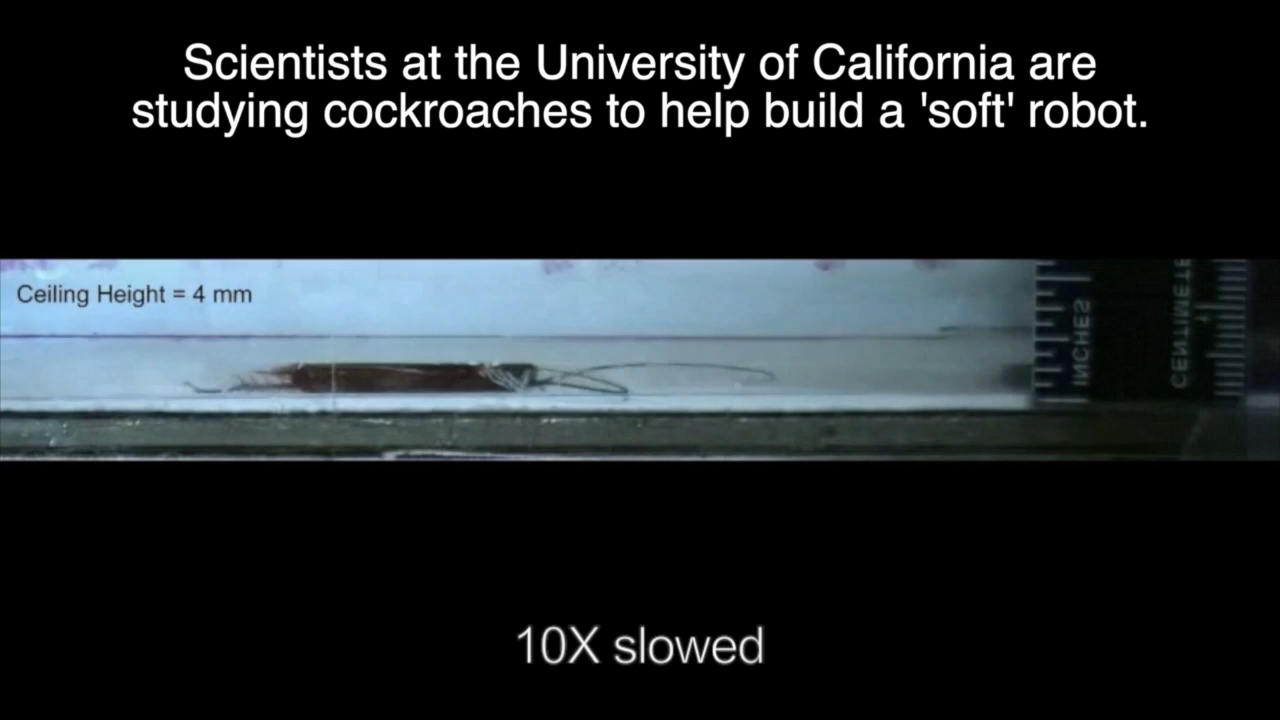 Scientists at the University of California are
studying cockroaches to help build a 'soft' robot.
Ceiling Height = 4 mm
INCHES
10X slowed